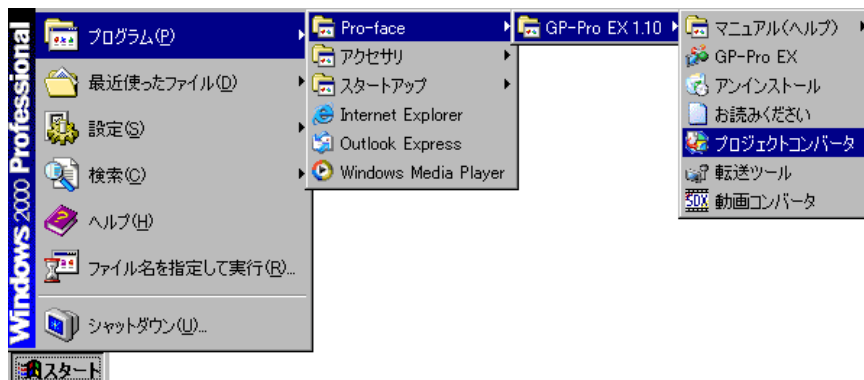 Windows 2000 Professional
プログラム(P)
最近使ったファイル(D)
設定(S)
検索(C)
ヘルプ(H)
ファイル名を指定して実行(R)...
シャットダウン(U)...
スタート
Pro-face
アクセサリ
スタートアップ
Internet Explorer
Outlook Express
Windows Media Player
GP-Pro EX 1.10
マニュアル(ヘルプ)
GP-Pro EX
アンインストール
お読みください
プロジェクトコンバータ
転送ツール
SDX 動画コンバータ